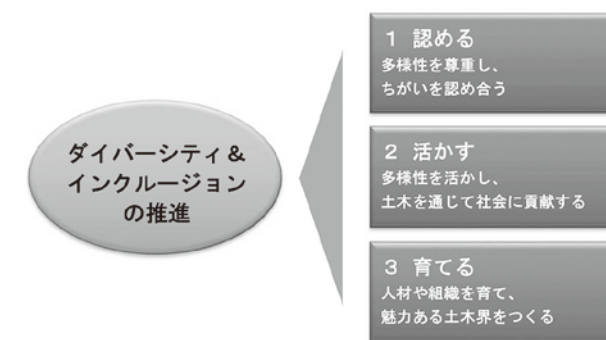 ダイバーシティ＆
インクルージョン
の推進
１ 認める
多様性を尊重し、
ちがいを認め合う
２ 活かす
多様性を活かし、
土木を通じて社会に貢献する
３ 育てる
人材や組織を育て、
魅力ある土木界をつくる